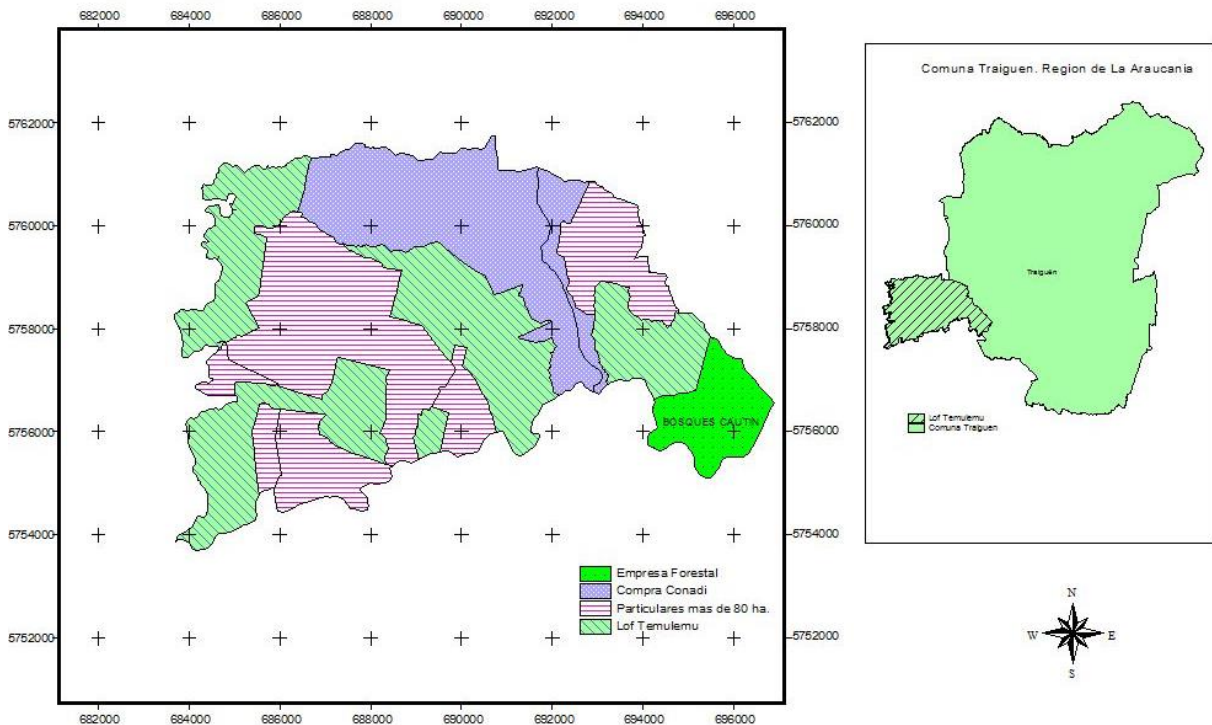 682000 684000 686000 688000 690000 692000 694000 696000
5762000
5762000
5760000
5760000
5758000
5758000
5756000
5756000
5754000
5754000
5752000
5752000
BOSQUES CAUTIN
Empresa Forestal
Compra Conadi
Particulares mas de 80 ha.
Lof Temulemu
682000 684000 686000 688000 690000 692000 694000 696000
Comuna Traiguen. Region de La Araucania
Traiguén
Lof Temulemu
Comuna Traiguen
N
W E
S